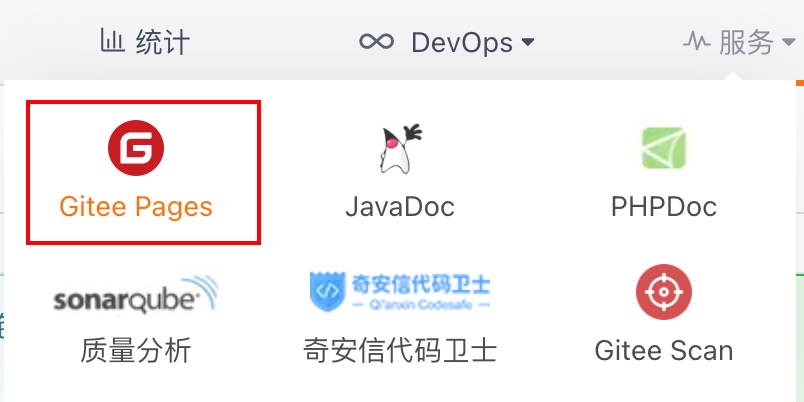 统计 DevOps 服务
G
Gitee Pages JavaDoc PHPDoc
sonarqube 奇安信代码卫士
Qi'anxin Codesafe
质量分析 奇安信代码卫士 Gitee Scan